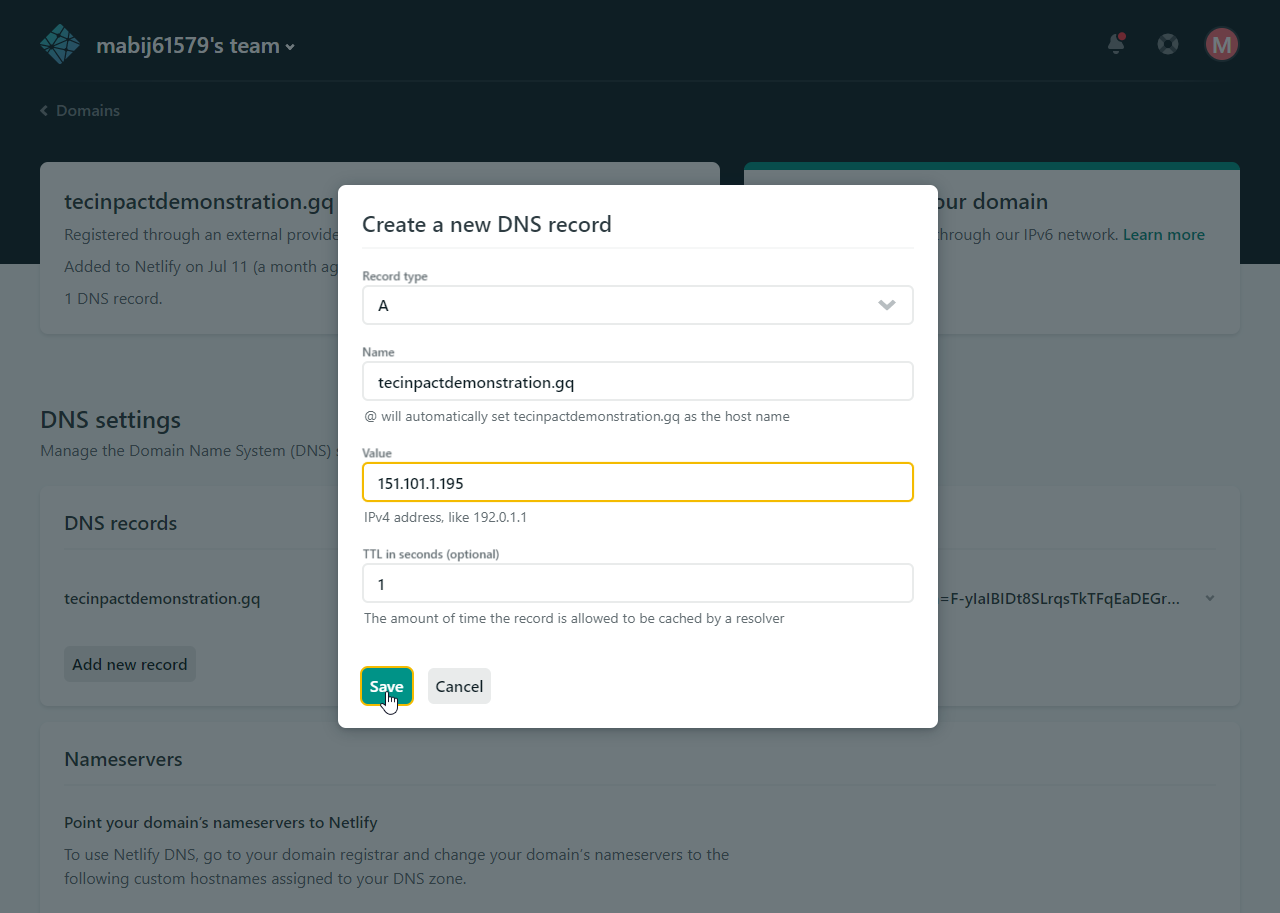 mabij61579's team
M
Domains
tecinpactdemonstration.gq
our domain
Registered through an external provide
through our IPv6 network. Learn more
Added to Netlify on Jul 11 (a month ag
1 DNS record.
Create a new DNS record
Record type
A
Name
tecinpactdemonstration.gq
@ will automatically set tecinpactdemonstration.gq as the host name
Value
151.101.1.195
IPv4 address, like 192.0.1.1
TTL in seconds (optional)
1
The amount of time the record is allowed to be cached by a resolver
Save
Cancel
DNS settings
Manage the Domain Name System (DNS)
DNS records
tecinpactdemonstration.gq
Add new record
Nameservers
Point your domain's nameservers to Netlify
To use Netlify DNS, go to your domain registrar and change your domain's nameservers to the
following custom hostnames assigned to your DNS zone.